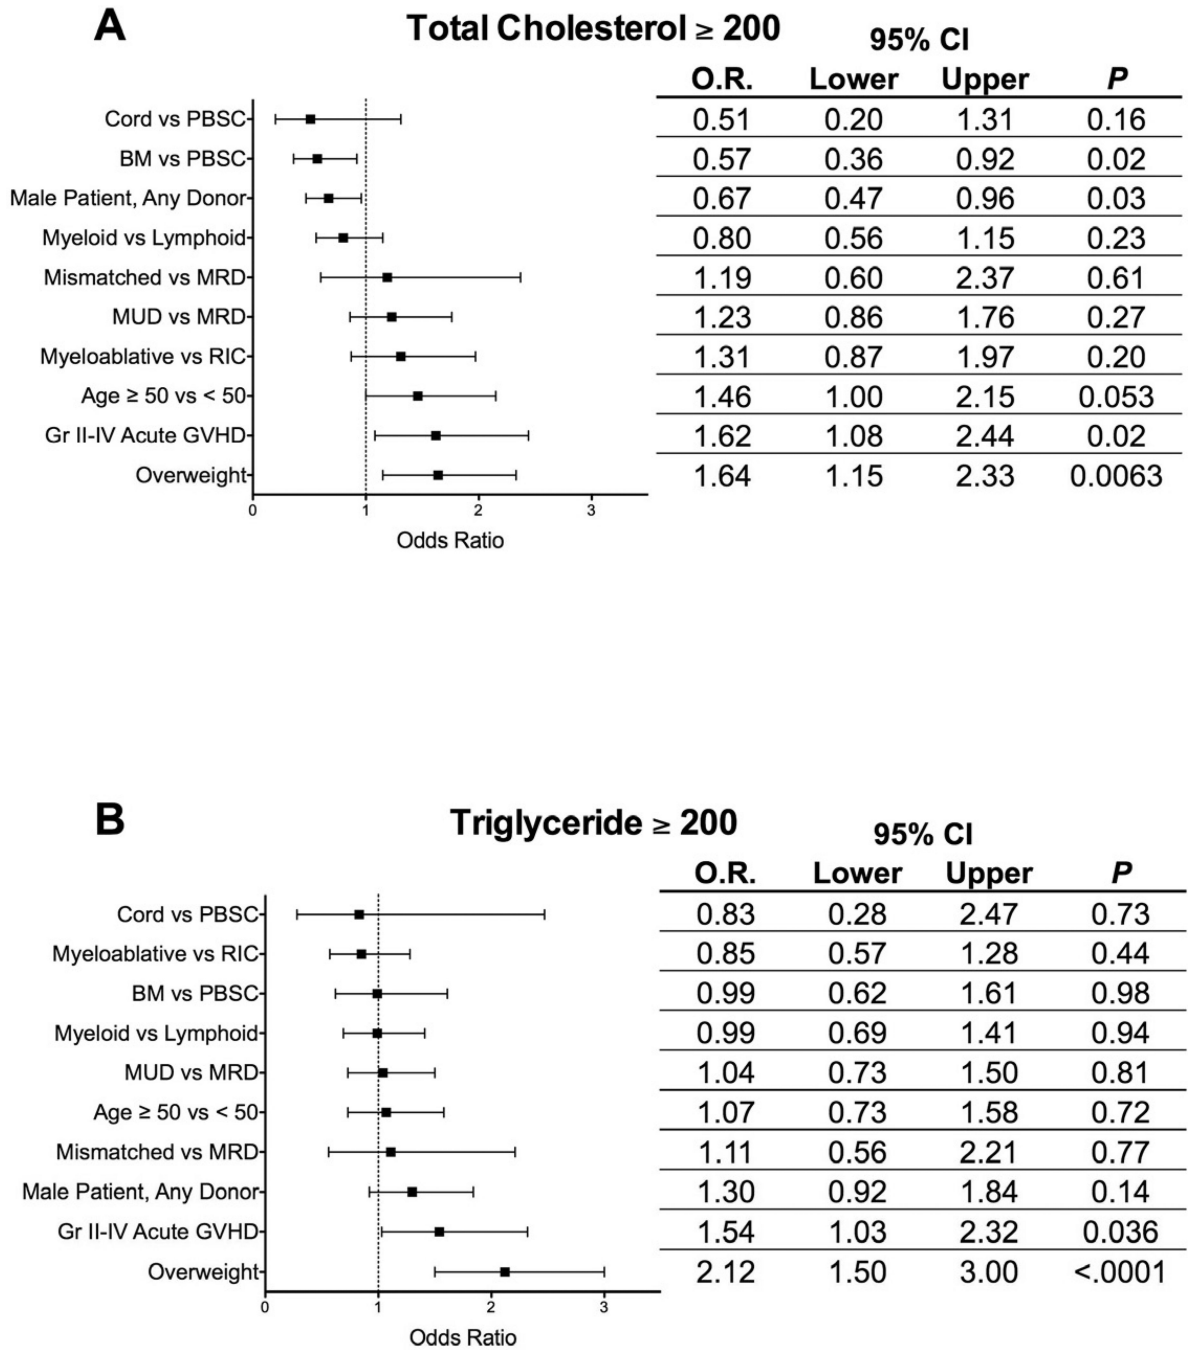 A
Total Cholesterol ≥ 200
95% CI
O.R. Lower Upper P
Cord vs PBSC 0.51 0.20 1.31 0.16
BM vs PBSC 0.57 0.36 0.92 0.02
Male Patient, Any Donor 0.67 0.47 0.96 0.03
Myeloid vs Lymphoid 0.80 0.56 1.15 0.23
Mismatched vs MRD 1.19 0.60 2.37 0.61
MUD vs MRD 1.23 0.86 1.76 0.27
Myeloablative vs RIC 1.31 0.87 1.97 0.20
Age ≥ 50 vs < 50 1.46 1.00 2.15 0.053
Gr II-IV Acute GVHD 1.62 1.08 2.44 0.02
Overweight 1.64 1.15 2.33 0.0063
0 1 2 3
Odds Ratio
B
Triglyceride ≥ 200
95% CI
O.R. Lower Upper P
Cord vs PBSC 0.83 0.28 2.47 0.73
Myeloablative vs RIC 0.85 0.57 1.28 0.44
BM vs PBSC 0.99 0.62 1.61 0.98
Myeloid vs Lymphoid 0.99 0.69 1.41 0.94
MUD vs MRD 1.04 0.73 1.50 0.81
Age ≥ 50 vs < 50 1.07 0.73 1.58 0.72
Mismatched vs MRD 1.11 0.56 2.21 0.77
Male Patient, Any Donor 1.30 0.92 1.84 0.14
Gr II-IV Acute GVHD 1.54 1.03 2.32 0.036
Overweight 2.12 1.50 3.00 <.0001
0 1 2 3
Odds Ratio